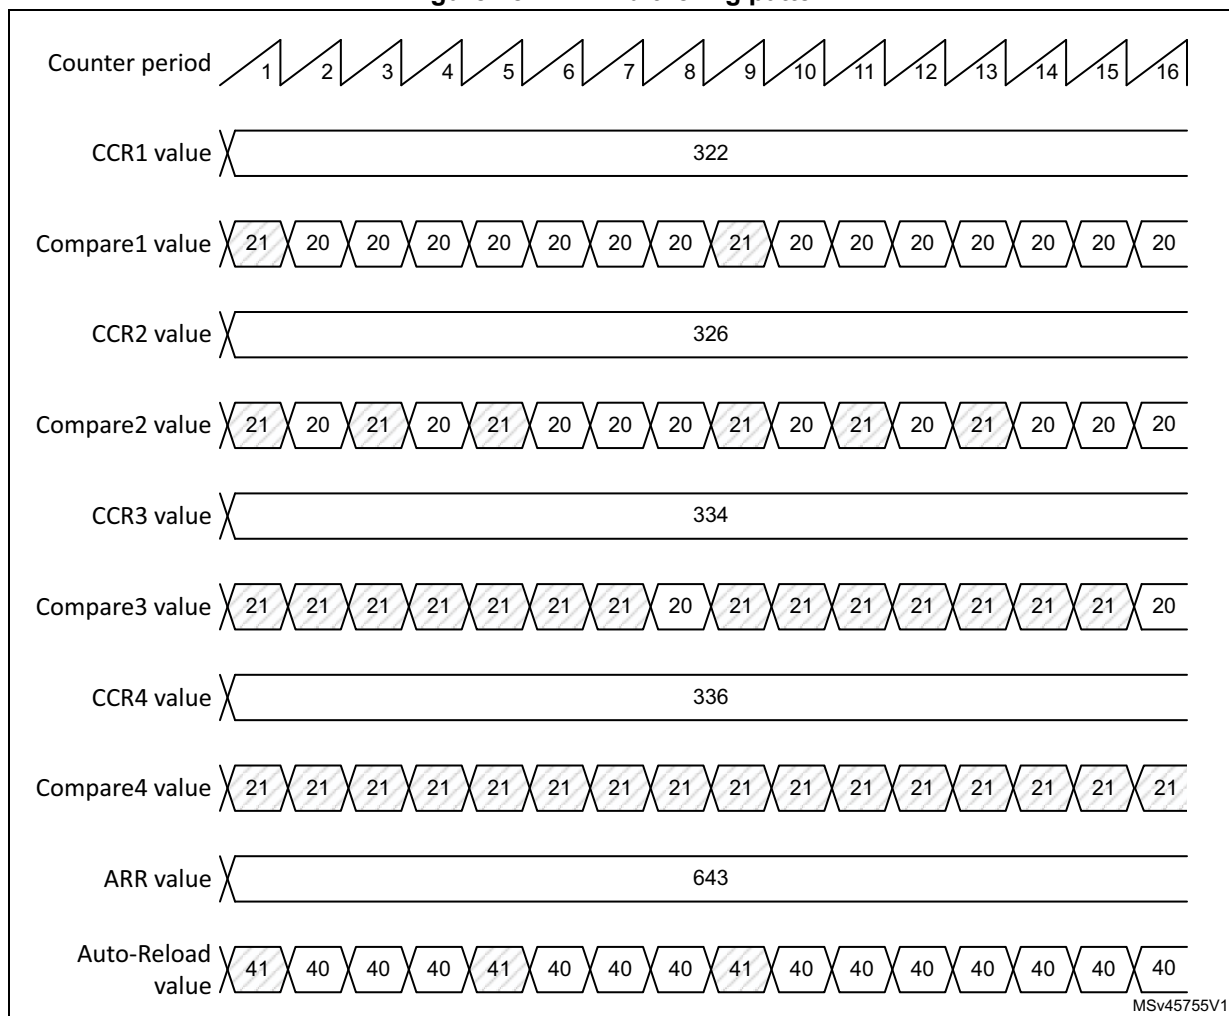 Counter period 1 2 3 4 5 6 7 8 9 10 11 12 13 14 15 16
CCR1 value 322
Compare1 value 21 20 20 20 20 20 20 20 21 20 20 20 20 20 20 20
CCR2 value 326
Compare2 value 21 20 21 20 21 20 20 20 21 20 21 20 21 20 20 20
CCR3 value 334
Compare3 value 21 21 21 21 21 21 21 20 21 21 21 21 21 21 21 20
CCR4 value 336
Compare4 value 21 21 21 21 21 21 21 21 21 21 21 21 21 21 21 21
ARR value 643
Auto-Reload
value 41 40 40 40 41 40 40 40 41 40 40 40 40 40 40 40
MSv45755V1